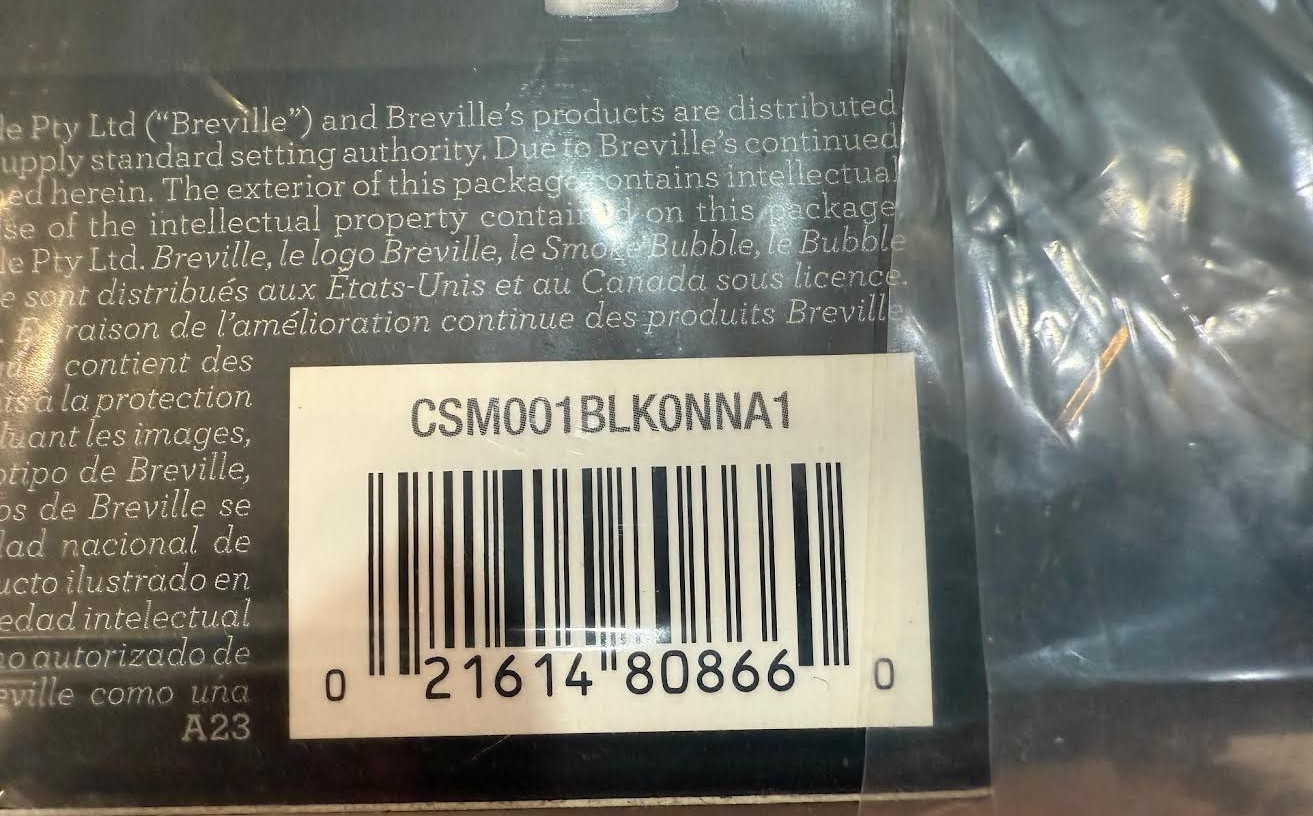 le Pty Ltd (“Breville”) and Breville’s products are distributed
upply standard setting authority. Due to Breville’s continued
ed herein. The exterior of this package contains intellectual
se of the intellectual property contained on this package
le Pty Ltd. Breville, le logo Breville, le Smoke Bubble, le Bubble
e sont distribués aux États-Unis et au Canada sous licence.
. En raison de l’amélioration continue des produits Breville
contient des
is à la protection
luant les images,
otipo de Breville,
os de Breville se
dad nacional de
ucto ilustrado en
edad intelectual
no autorizado de
eville como una
A23
CSM001BLK0NNA1
0 21614 80866 0